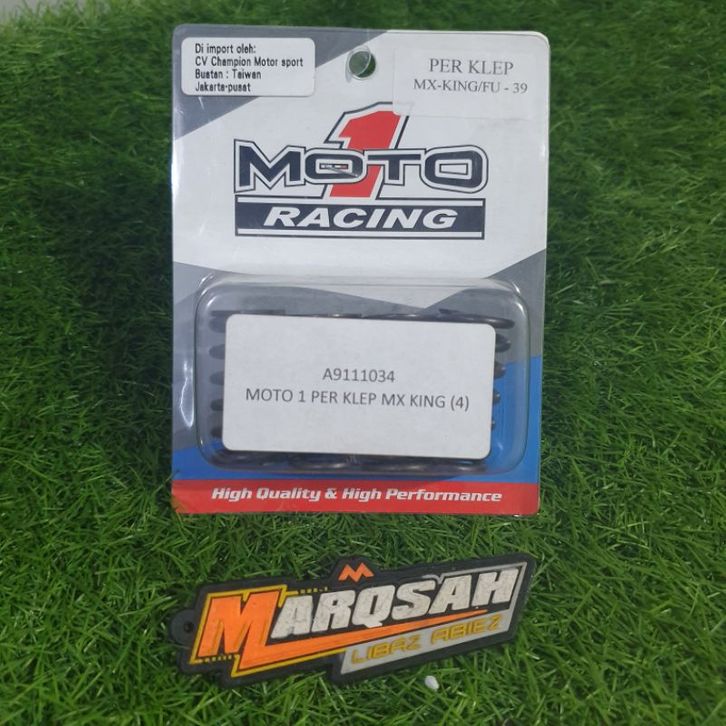 Di import oleh:
CV Champion Motor sport
Buatan : Taiwan
Jakarta-pusat
PER KLEP
MX-KING/FU - 39
1
MOTO
RACING
A9111034
MOTO 1 PER KLEP MX KING (4)
High Quality & High Performance
M
MARQSAH
LIBAZ ABIEZ